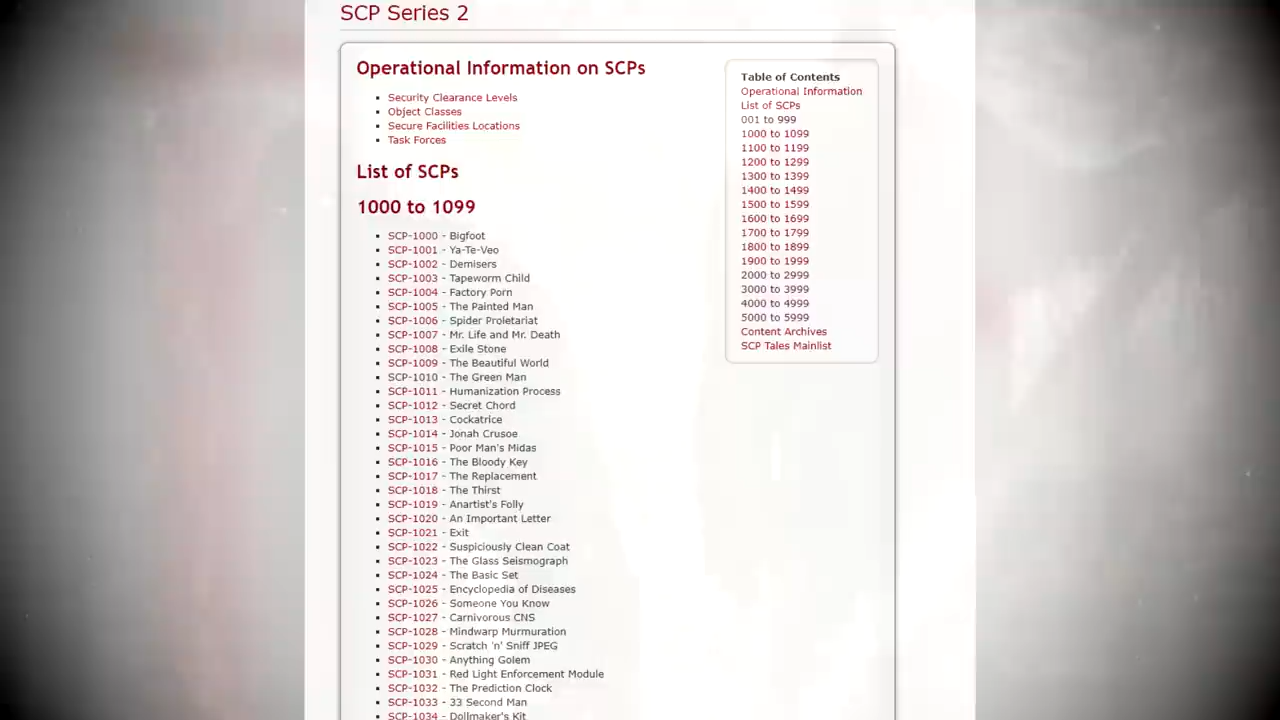 SCP Series 2
Operational Information on SCPs
Security Clearance Levels
Object Classes
Secure Facilities Locations
Task Forces
List of SCPs
1000 to 1099
SCP-1000 - Bigfoot
SCP-1001 - Ya-Te-Veo
SCP-1002 - Demisers
SCP-1003 - Tapeworm Child
SCP-1004 - Factory Porn
SCP-1005 - The Painted Man
SCP-1006 - Spider Proletariat
SCP-1007 - Mr. Life and Mr. Death
SCP-1008 - Exile Stone
SCP-1009 - The Beautiful World
SCP-1010 - The Green Man
SCP-1011 - Humanization Process
SCP-1012 - Secret Chord
SCP-1013 - Cockatrice
SCP-1014 - Jonah Crusoe
SCP-1015 - Poor Man's Midas
SCP-1016 - The Bloody Key
SCP-1017 - The Replacement
SCP-1018 - The Thirst
SCP-1019 - Anartist's Folly
SCP-1020 - An Important Letter
SCP-1021 - Exit
SCP-1022 - Suspiciously Clean Coat
SCP-1023 - The Glass Seismograph
SCP-1024 - The Basic Set
SCP-1025 - Encyclopedia of Diseases
SCP-1026 - Someone You Know
SCP-1027 - Carnivorous CNS
SCP-1028 - Mindwarp Murmuration
SCP-1029 - Scratch 'n' Sniff JPEG
SCP-1030 - Anything Golem
SCP-1031 - Red Light Enforcement Module
SCP-1032 - The Prediction Clock
SCP-1033 - 33 Second Man
SCP-1034 - Dollmaker's Kit
Table of Contents
Operational Information
List of SCPs
001 to 999
1000 to 1099
1100 to 1199
1200 to 1299
1300 to 1399
1400 to 1499
1500 to 1599
1600 to 1699
1700 to 1799
1800 to 1899
1900 to 1999
2000 to 2999
3000 to 3999
4000 to 4999
5000 to 5999
Content Archives
SCP Tales Mainlist